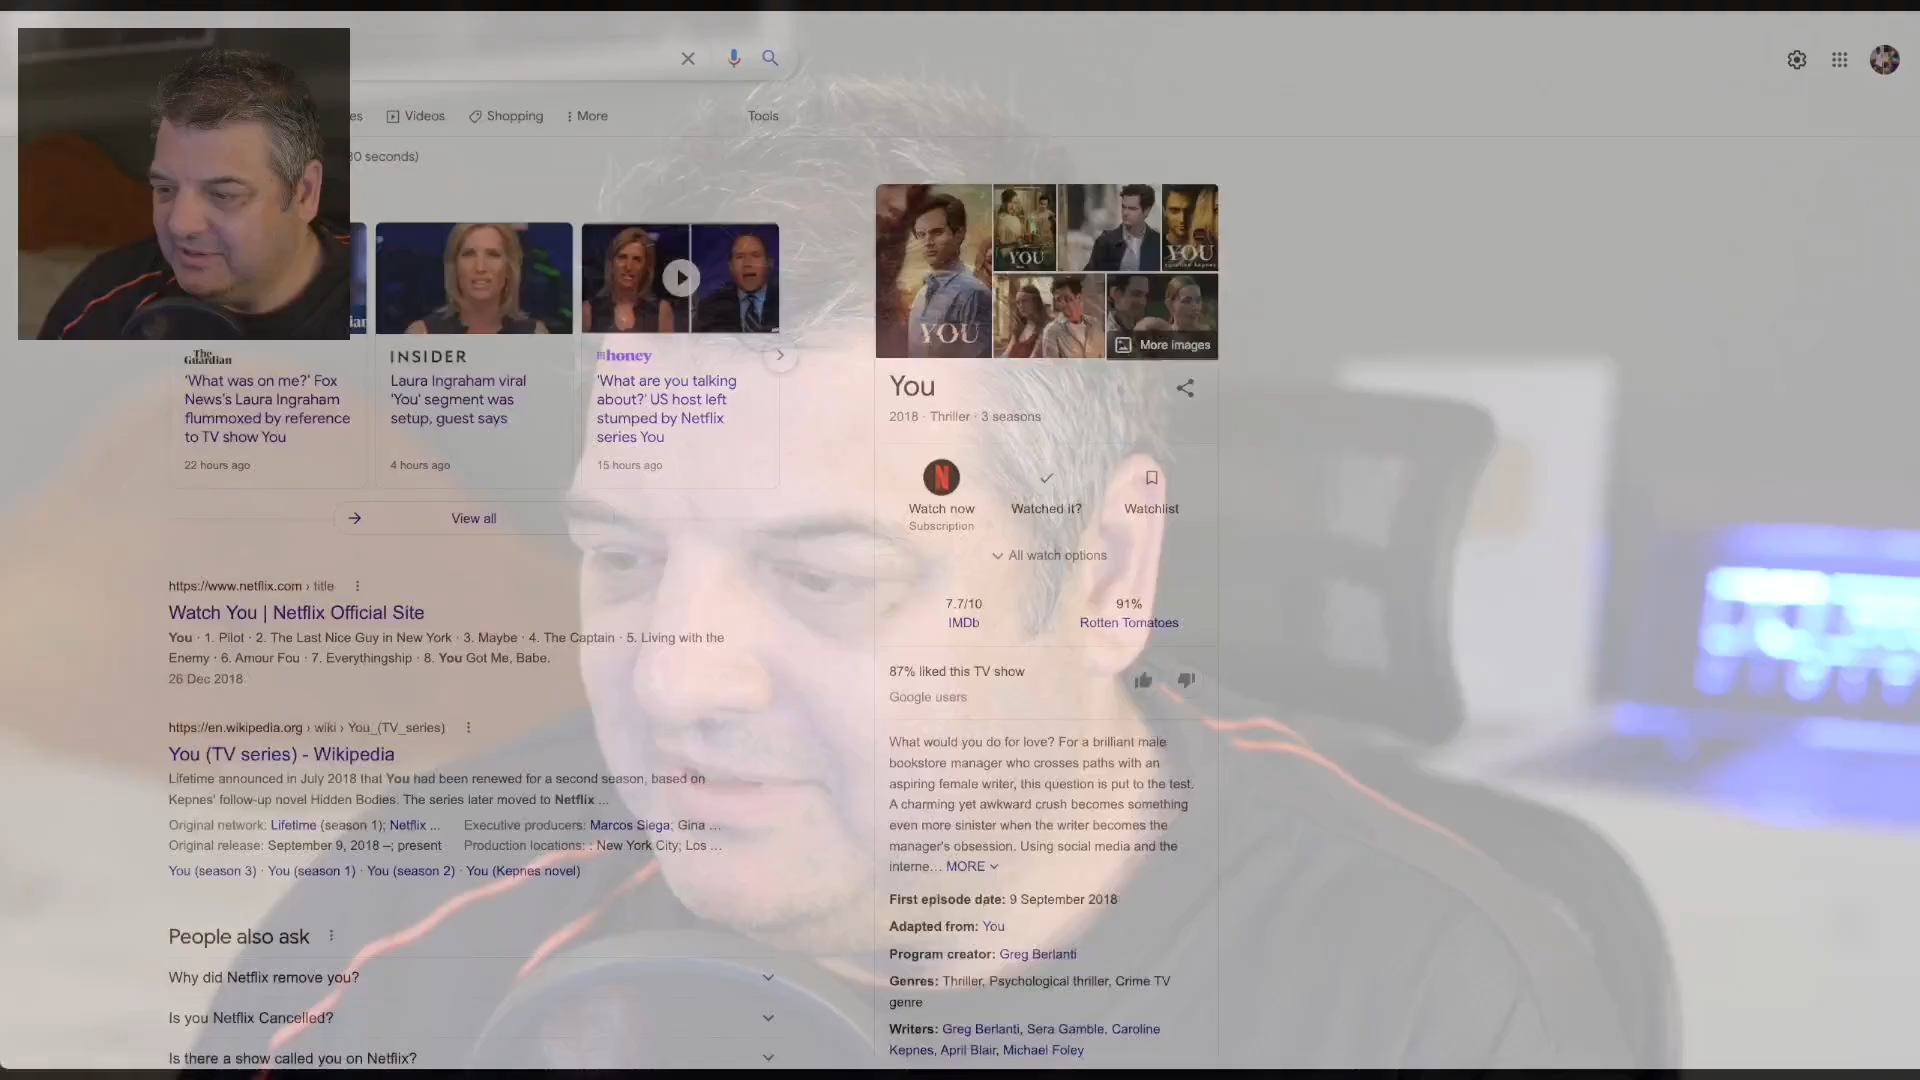 es
Videos
Shopping
More
Tools
30 seconds)
ian
The Guardian
'What was on me?' Fox
News's Laura Ingraham
flummoxed by reference
to TV show You
22 hours ago
INSIDER
Laura Ingraham viral
'You' segment was
setup, guest says
4 hours ago
honey
'What are you talking
about?' US host left
stumped by Netflix
series You
15 hours ago
View all
https://www.netflix.com › title
Watch You | Netflix Official Site
You · 1. Pilot · 2. The Last Nice Guy in New York · 3. Maybe · 4. The Captain · 5. Living with the
Enemy · 6. Amour Fou · 7. Everythingship · 8. You Got Me, Babe.
26 Dec 2018
https://en.wikipedia.org › wiki › You_(TV_series)
You (TV series) - Wikipedia
Lifetime announced in July 2018 that You had been renewed for a second season, based on
Kepnes' follow-up novel Hidden Bodies. The series later moved to Netflix ...
Original network: Lifetime (season 1); Netflix ...
Executive producers: Marcos Siega; Gina ...
Original release: September 9, 2018 –; present
Production locations: : New York City; Los ...
You (season 3) · You (season 1) · You (season 2) · You (Kepnes novel)
People also ask
Why did Netflix remove you?
Is you Netflix Cancelled?
Is there a show called you on Netflix?
YOU
YOU
YOU
More images
You
2018 · Thriller · 3 seasons
N
Watch now
Subscription
Watched it?
Watchlist
All watch options
7.7/10
IMDb
91%
Rotten Tomatoes
87% liked this TV show
Google users
What would you do for love? For a brilliant male
bookstore manager who crosses paths with an
aspiring female writer, this question is put to the test.
A charming yet awkward crush becomes something
even more sinister when the writer becomes the
manager's obsession. Using social media and the
interne... MORE
First episode date: 9 September 2018
Adapted from: You
Program creator: Greg Berlanti
Genres: Thriller, Psychological thriller, Crime TV
genre
Writers: Greg Berlanti, Sera Gamble, Caroline
Kepnes, April Blair, Michael Foley